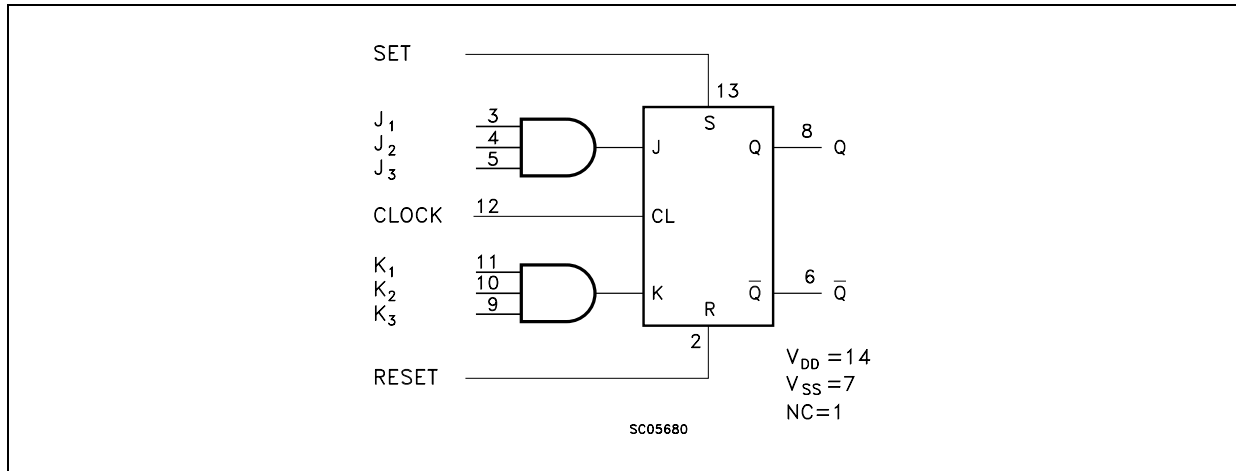 SET
13
S
J1 3
J2 4
J3 5
J
Q 8 Q
CLOCK 12
CL
K1 11
K2 10
K3 9
K
Q̅ 6 Q̅
R
2
RESET
VDD =14
VSS =7
NC=1
SC05680